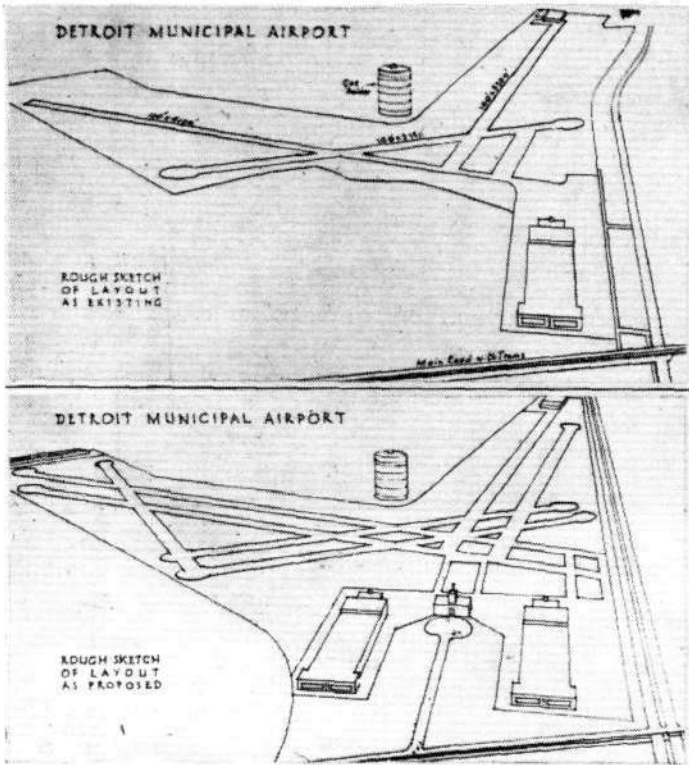 DETROIT MUNICIPAL AIRPORT
Gas
Holder
ROUGH SKETCH
OF LAYOUT
AS EXISTING
Main Road with Trams
DETROIT MUNICIPAL AIRPORT
ROUGH SKETCH
OF LAYOUT
AS PROPOSED